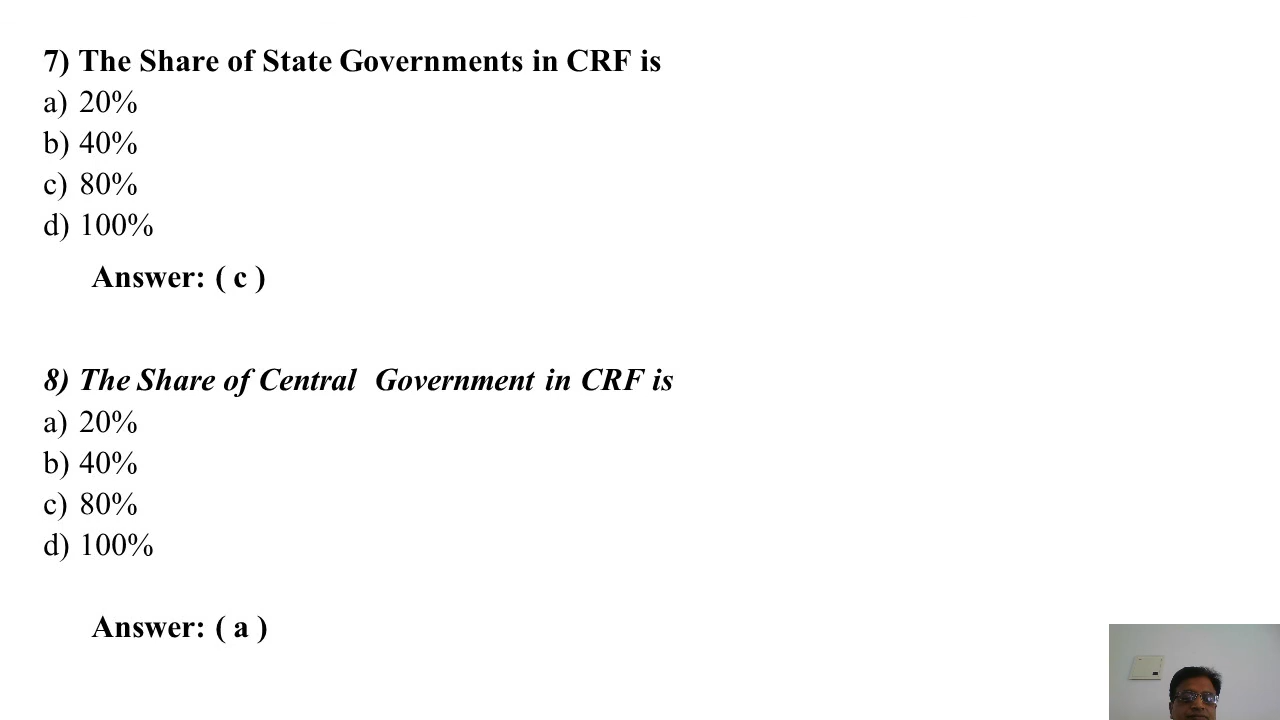 7) The Share of State Governments in CRF is
a) 20%
b) 40%
c) 80%
d) 100%
Answer: ( c )
8) The Share of Central Government in CRF is
a) 20%
b) 40%
c) 80%
d) 100%
Answer: ( a )